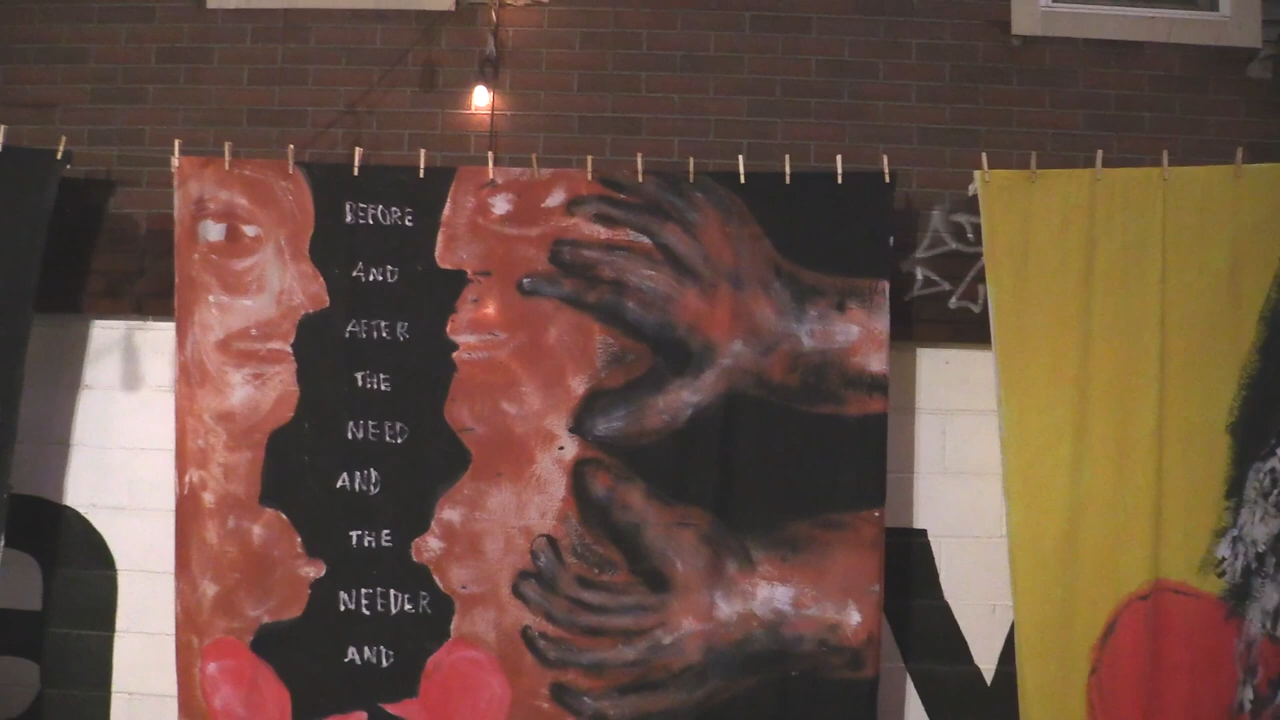 BEFORE
AND
AFTER
THE
NEED
AND
THE
NEEDER
AND